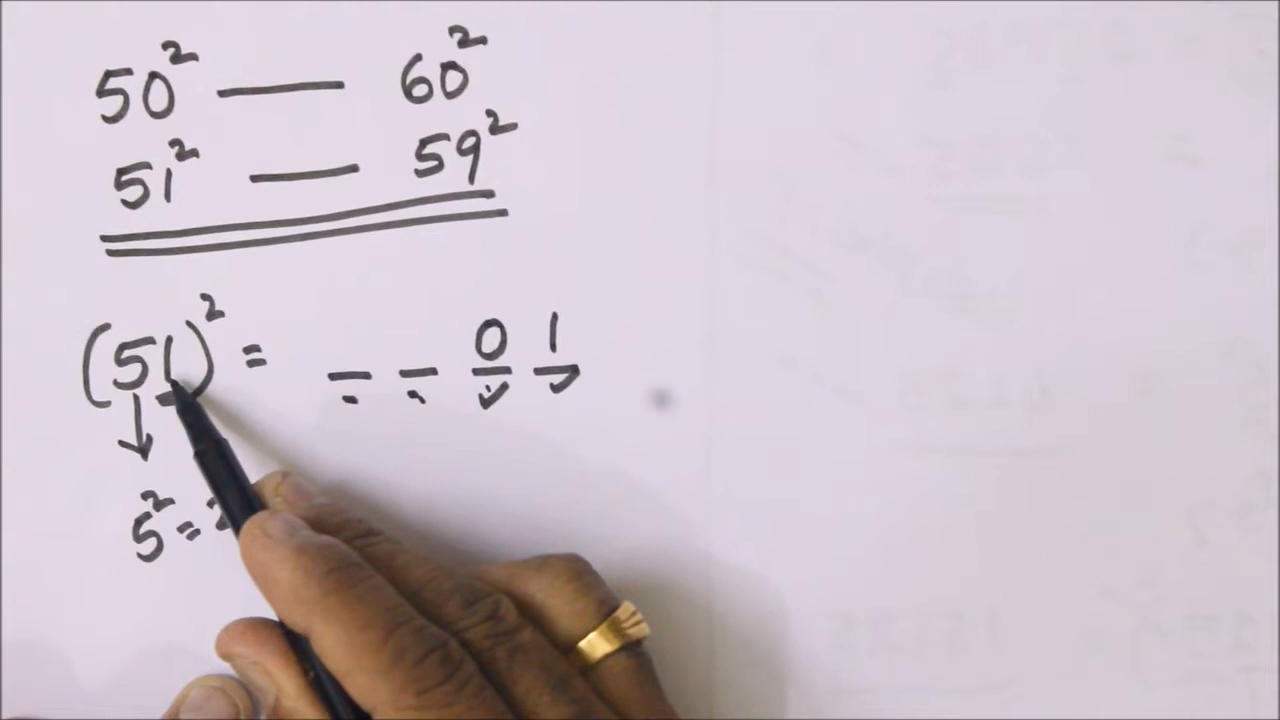 50² — 60²
51² — 59²
(51)² = _ _ 0 1
5² =